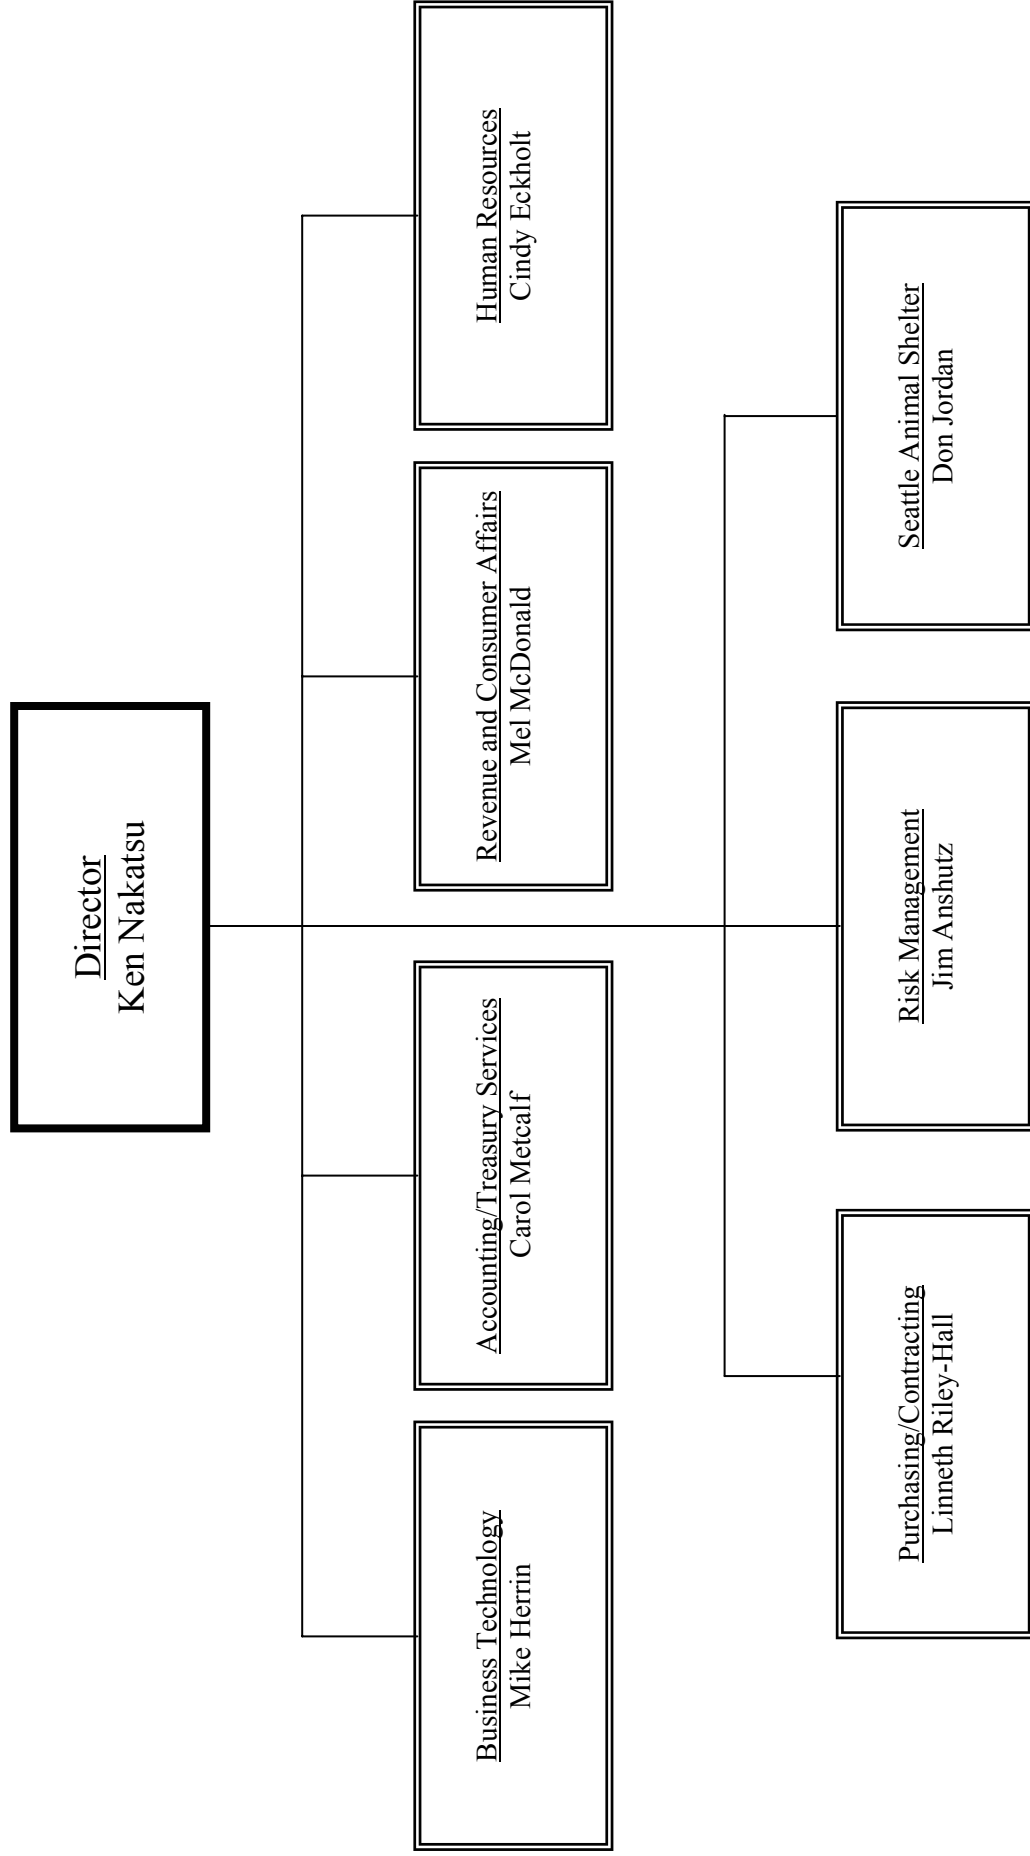 Director
Ken Nakatsu
Business Technology
Mike Herrin
Accounting/Treasury Services
Carol Metcalf
Revenue and Consumer Affairs
Mel McDonald
Human Resources
Cindy Eckholt
Purchasing/Contracting
Linneth Riley-Hall
Risk Management
Jim Anshutz
Seattle Animal Shelter
Don Jordan